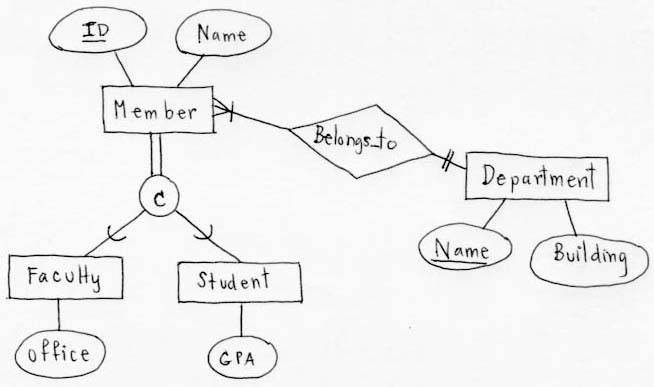 ID
Name
Member
Belongs_to
Department
C
Name
Building
Faculty
Student
Office
GPA